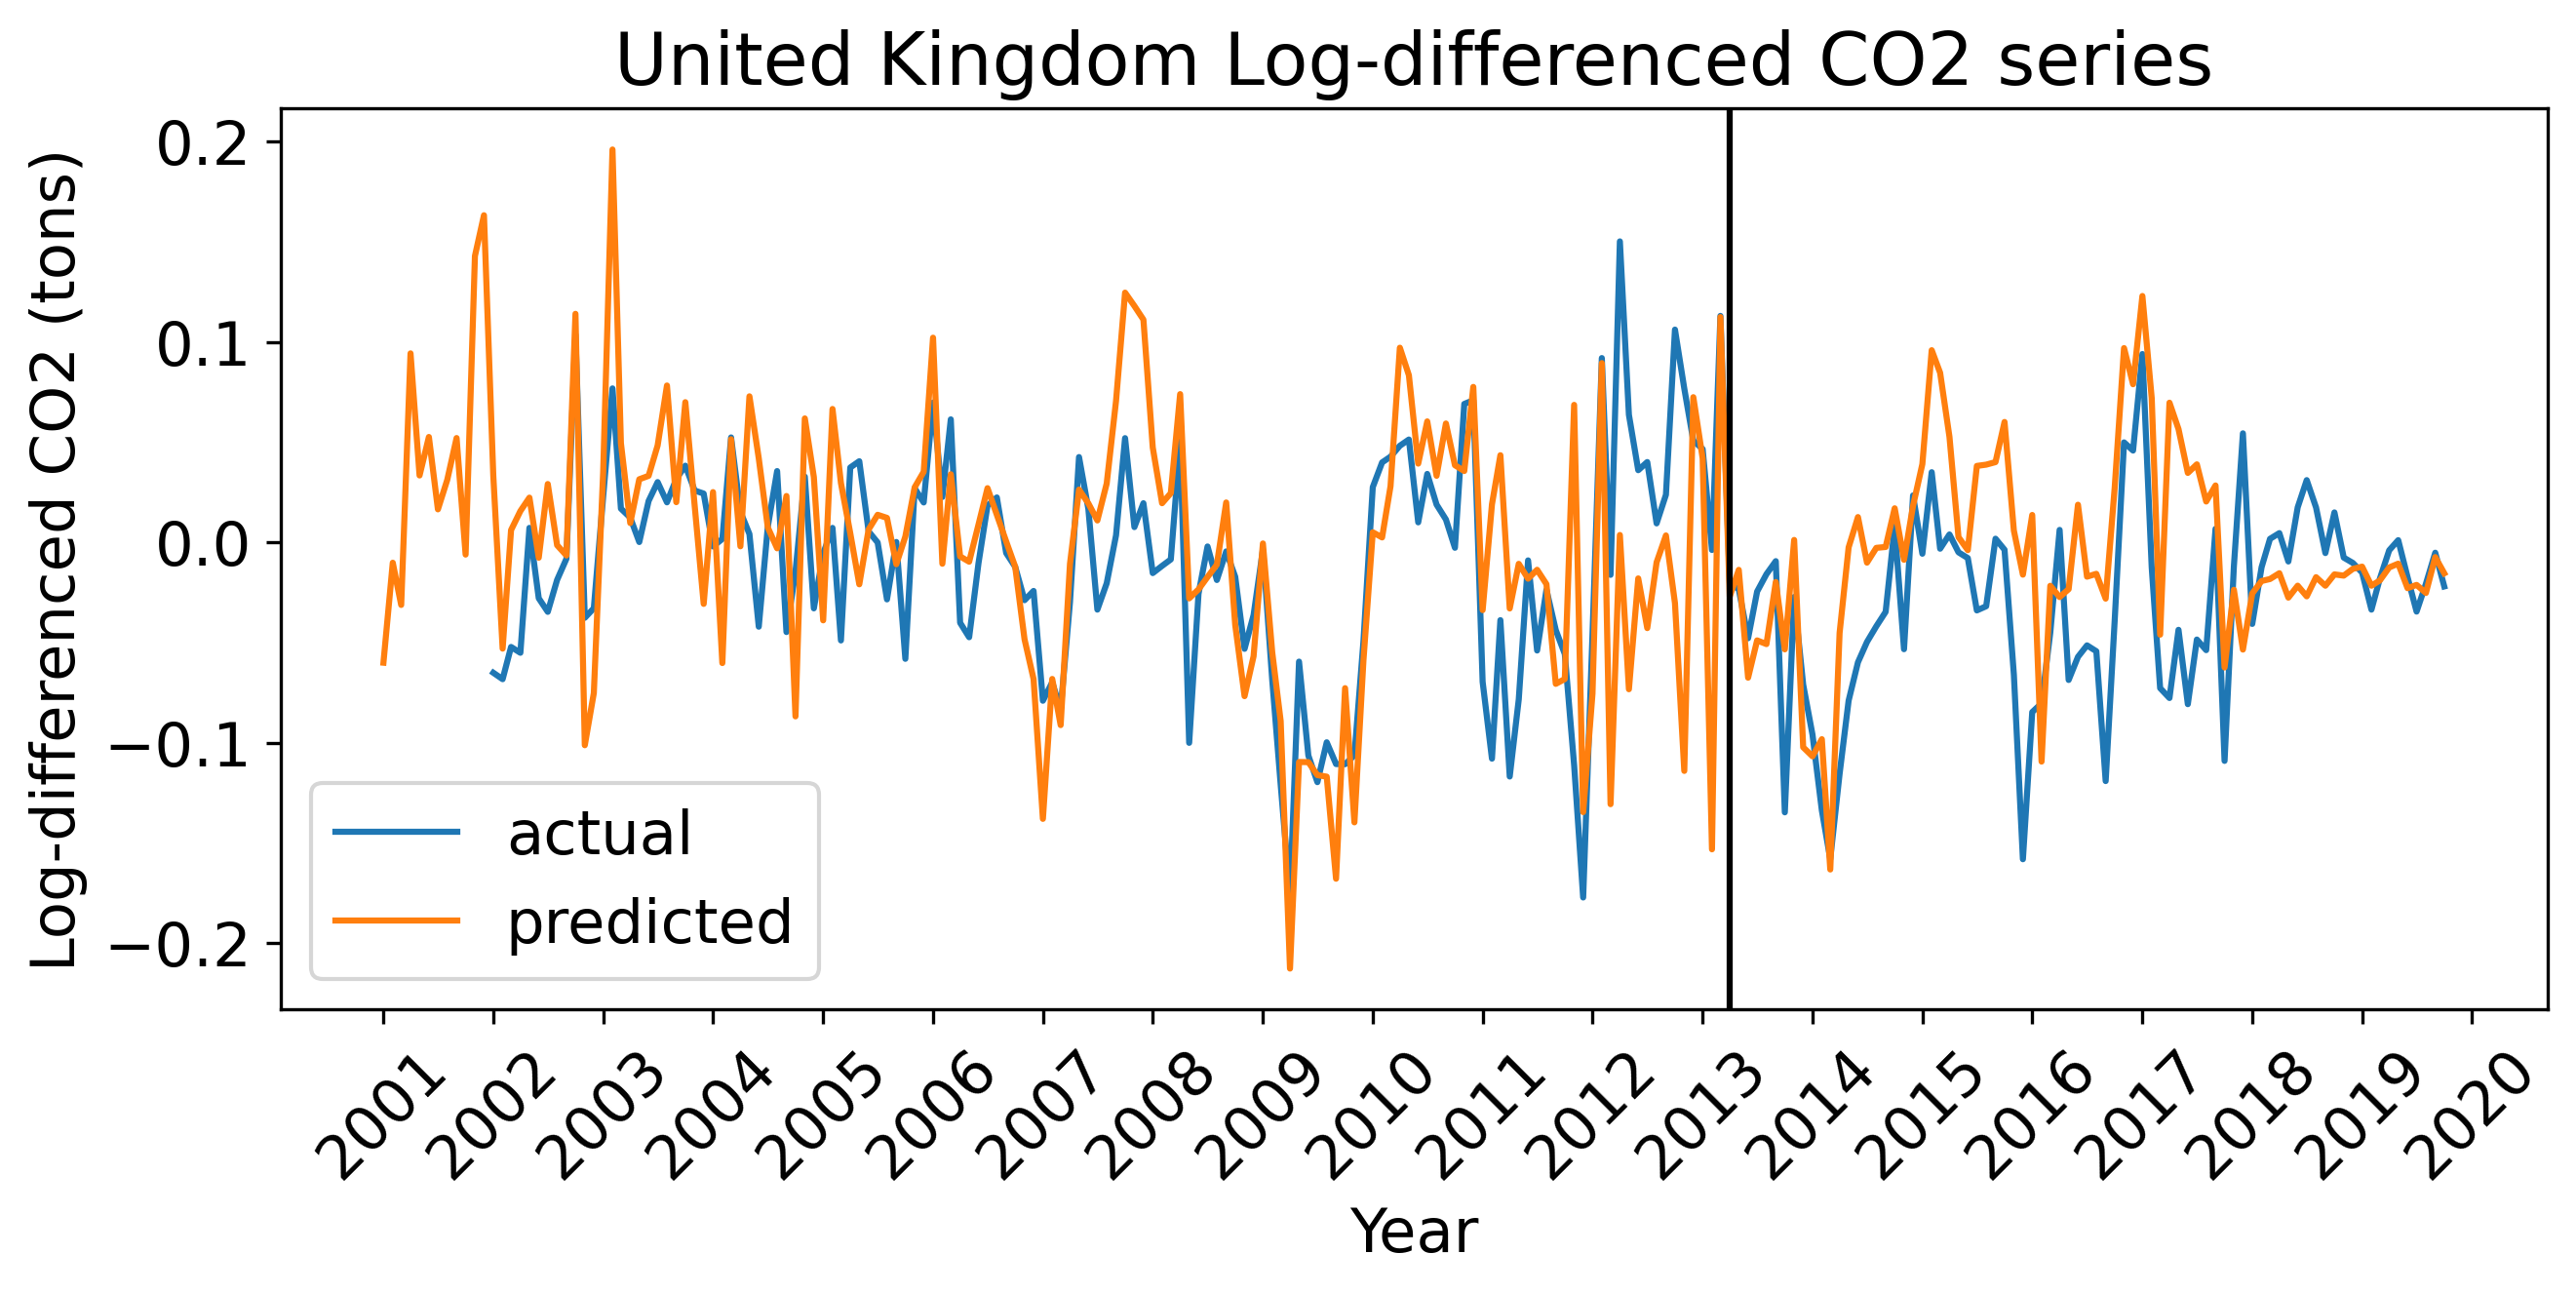 United Kingdom Log-differenced CO2 series
Log-differenced CO2 (tons)
0.2
0.1
0.0
−0.1
−0.2
actual
predicted
2001 2002 2003 2004 2005 2006 2007 2008 2009 2010 2011 2012 2013 2014 2015 2016 2017 2018 2019 2020
Year